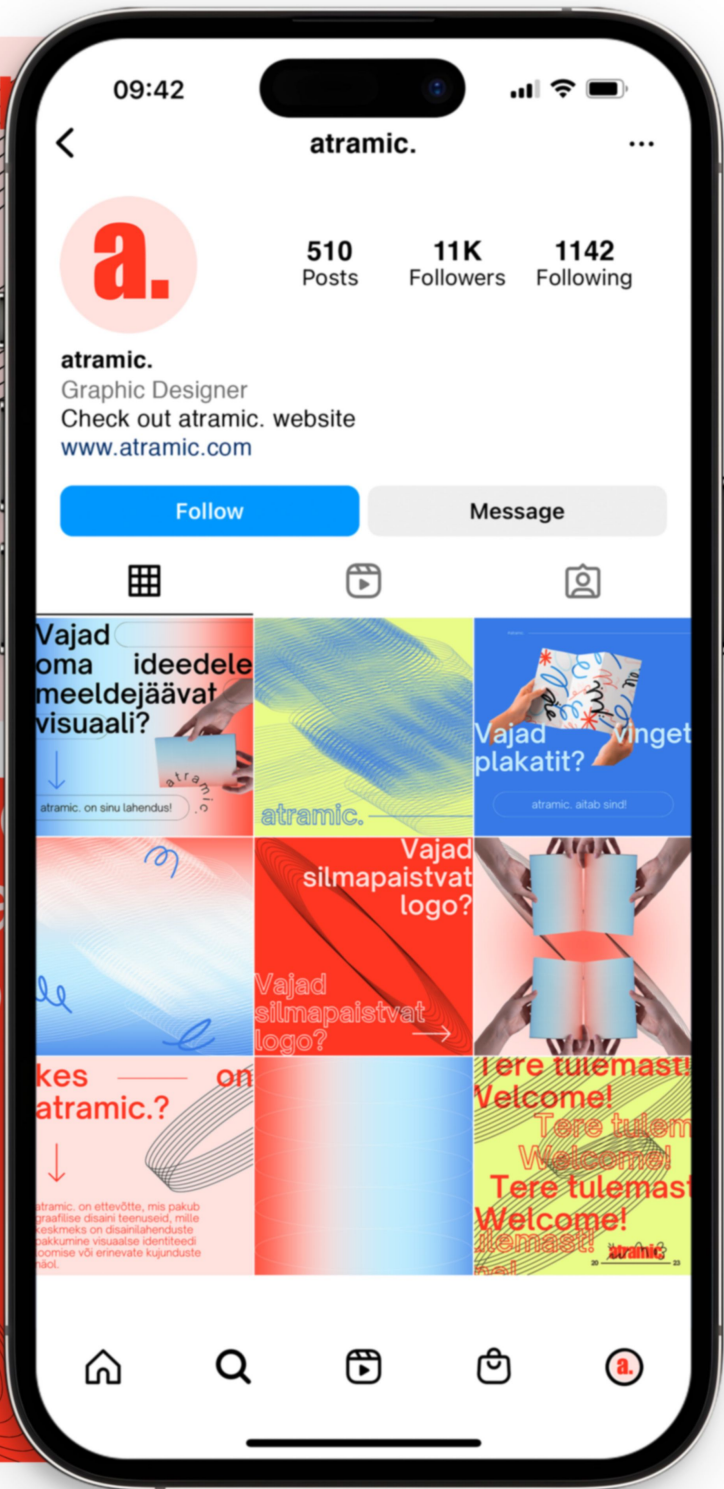 09:42
atramic.
a.
510
Posts
11K
Followers
1142
Following
atramic.
Graphic Designer
Check out atramic. website
www.atramic.com
Follow
Message
Vajad
oma ideedele
meeldejäävat
visuaali?
atramic.
atramic. on sinu lahendus!
atramic.
Vajad vinget
plakatit?
atramic. aitab sind!
Vajad
silmapaistvat
logo?
Vajad
silmapaistvat
logo?
kes on
atramic.?
atramic. on ettevõtte, mis pakub
graafilise disaini teenuseid, mille
keskmeks on disainilahenduste
pakkumine visuaalse identiteedi
loomise või erinevate kujunduste
näol.
Tere tulemast!
Welcome!
Tere tulem
Welcome!
Tere tulemast
Welcome!
ulemast!
atramic.
20 23
a.